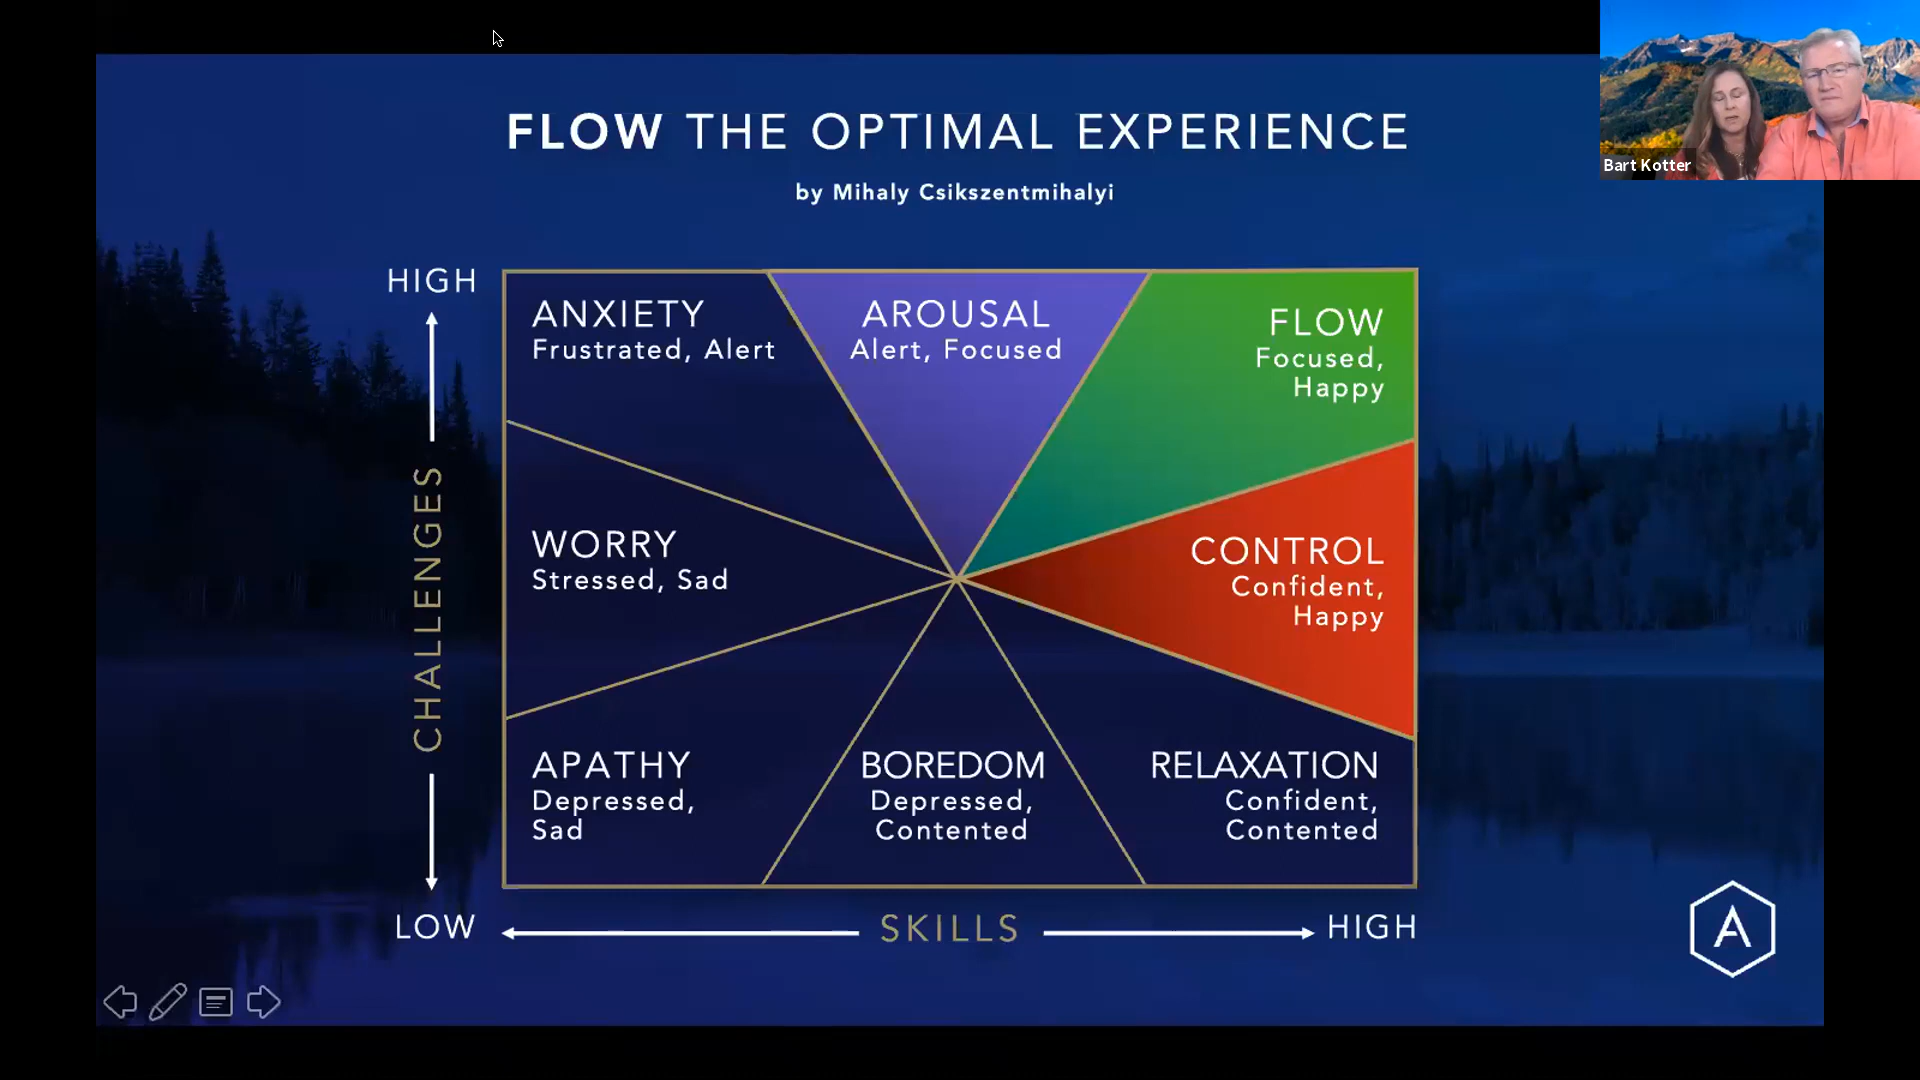 FLOW THE OPTIMAL EXPERIENCE
by Mihaly Csikszentmihalyi
Bart Kotter
HIGH
CHALLENGES
LOW
ANXIETY
Frustrated, Alert
AROUSAL
Alert, Focused
FLOW
Focused,
Happy
WORRY
Stressed, Sad
CONTROL
Confident,
Happy
APATHY
Depressed,
Sad
BOREDOM
Depressed,
Contented
RELAXATION
Confident,
Contented
SKILLS
HIGH
A